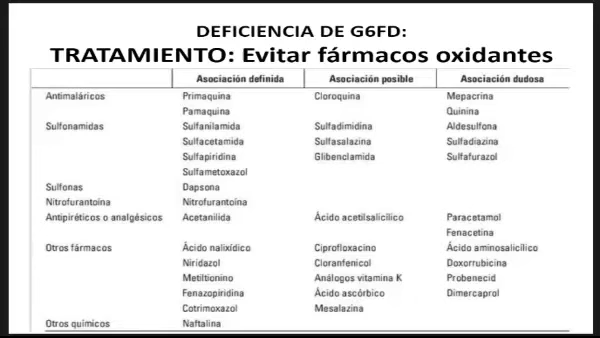 DEFICIENCIA DE G6FD:
TRATAMIENTO: Evitar fármacos oxidantes
Asociación definida Asociación posible Asociación dudosa
Antimaláricos Primaquina Cloroquina Mepacrina
Pamaquina Quinina
Sulfonamidas Sulfanilamida Sulfadimidina Aldesulfona
Sulfacetamida Sulfasalazina Sulfadiazina
Sulfapiridina Glibenclamida Sulfafurazol
Sulfametoxazol
Sulfonas Dapsona
Nitrofurantoína Nitrofurantoína
Antipiréticos o analgésicos Acetanilida Ácido acetilsalicílico Paracetamol
Fenacetina
Otros fármacos Ácido nalixídico Ciprofloxacino Ácido aminosalicílico
Niridazol Cloranfenicol Doxorrubicina
Metiltionino Análogos vitamina K Probenecid
Fenazopiridina Ácido ascórbico Dimercaprol
Cotrimoxazol Mesalazina
Otros químicos Naftalina